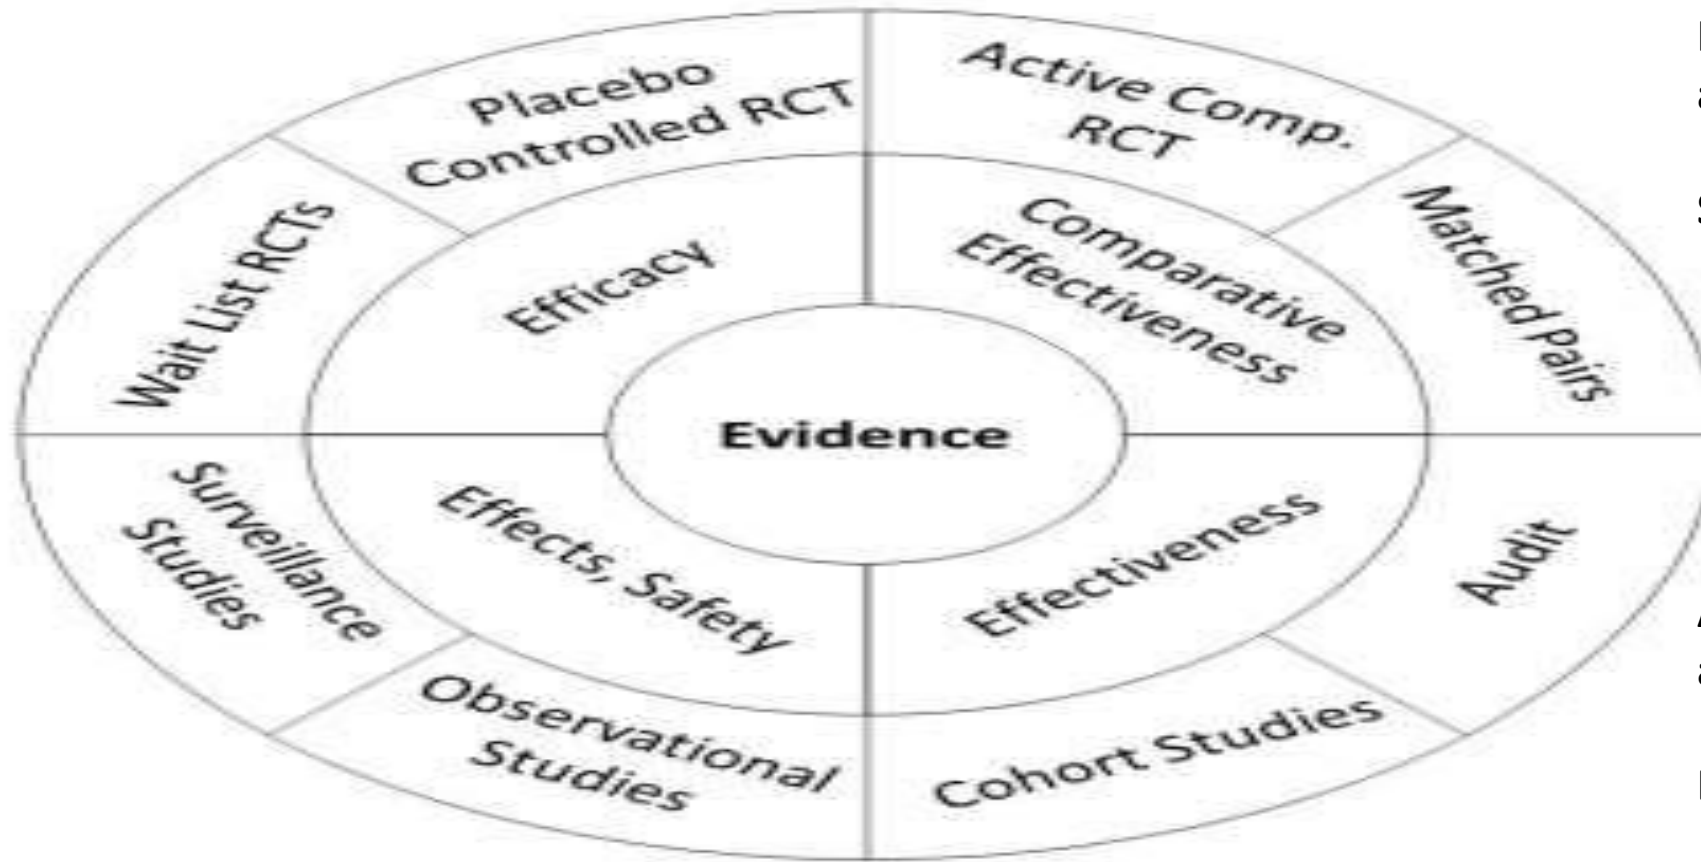 Placebo
Controlled RCT
Active Comp.
RCT
Wait List RCTs
Efficacy
Comparative
Effectiveness
Matched Pairs
Evidence
Surveillance
Studies
Effects, Safety
Effectiveness
Audit
Observational
Studies
Cohort Studies